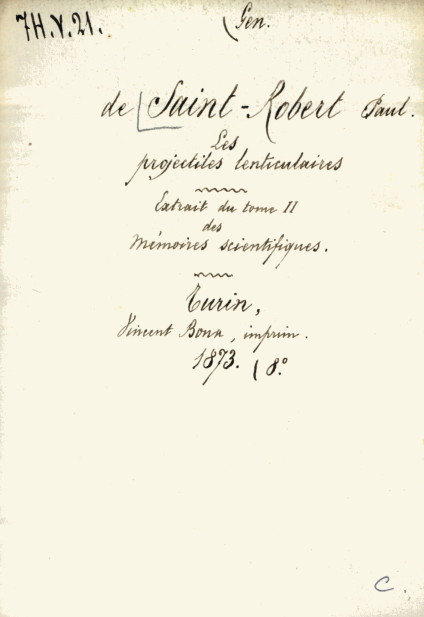 7H.V.21.
(Gen.
de Saint-Robert Paul.
Les
projectiles lenticulaires
Extrait du tome II
des
Mémoires scientifiques.
Turin,
Vincent Bona, imprim.
1873. (8°
C.